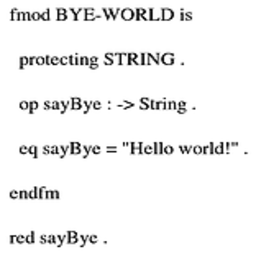 fmod BYE-WORLD is
protecting STRING .
op sayBye : -> String .
eq sayBye = "Hello world!" .
endfm
red sayBye .